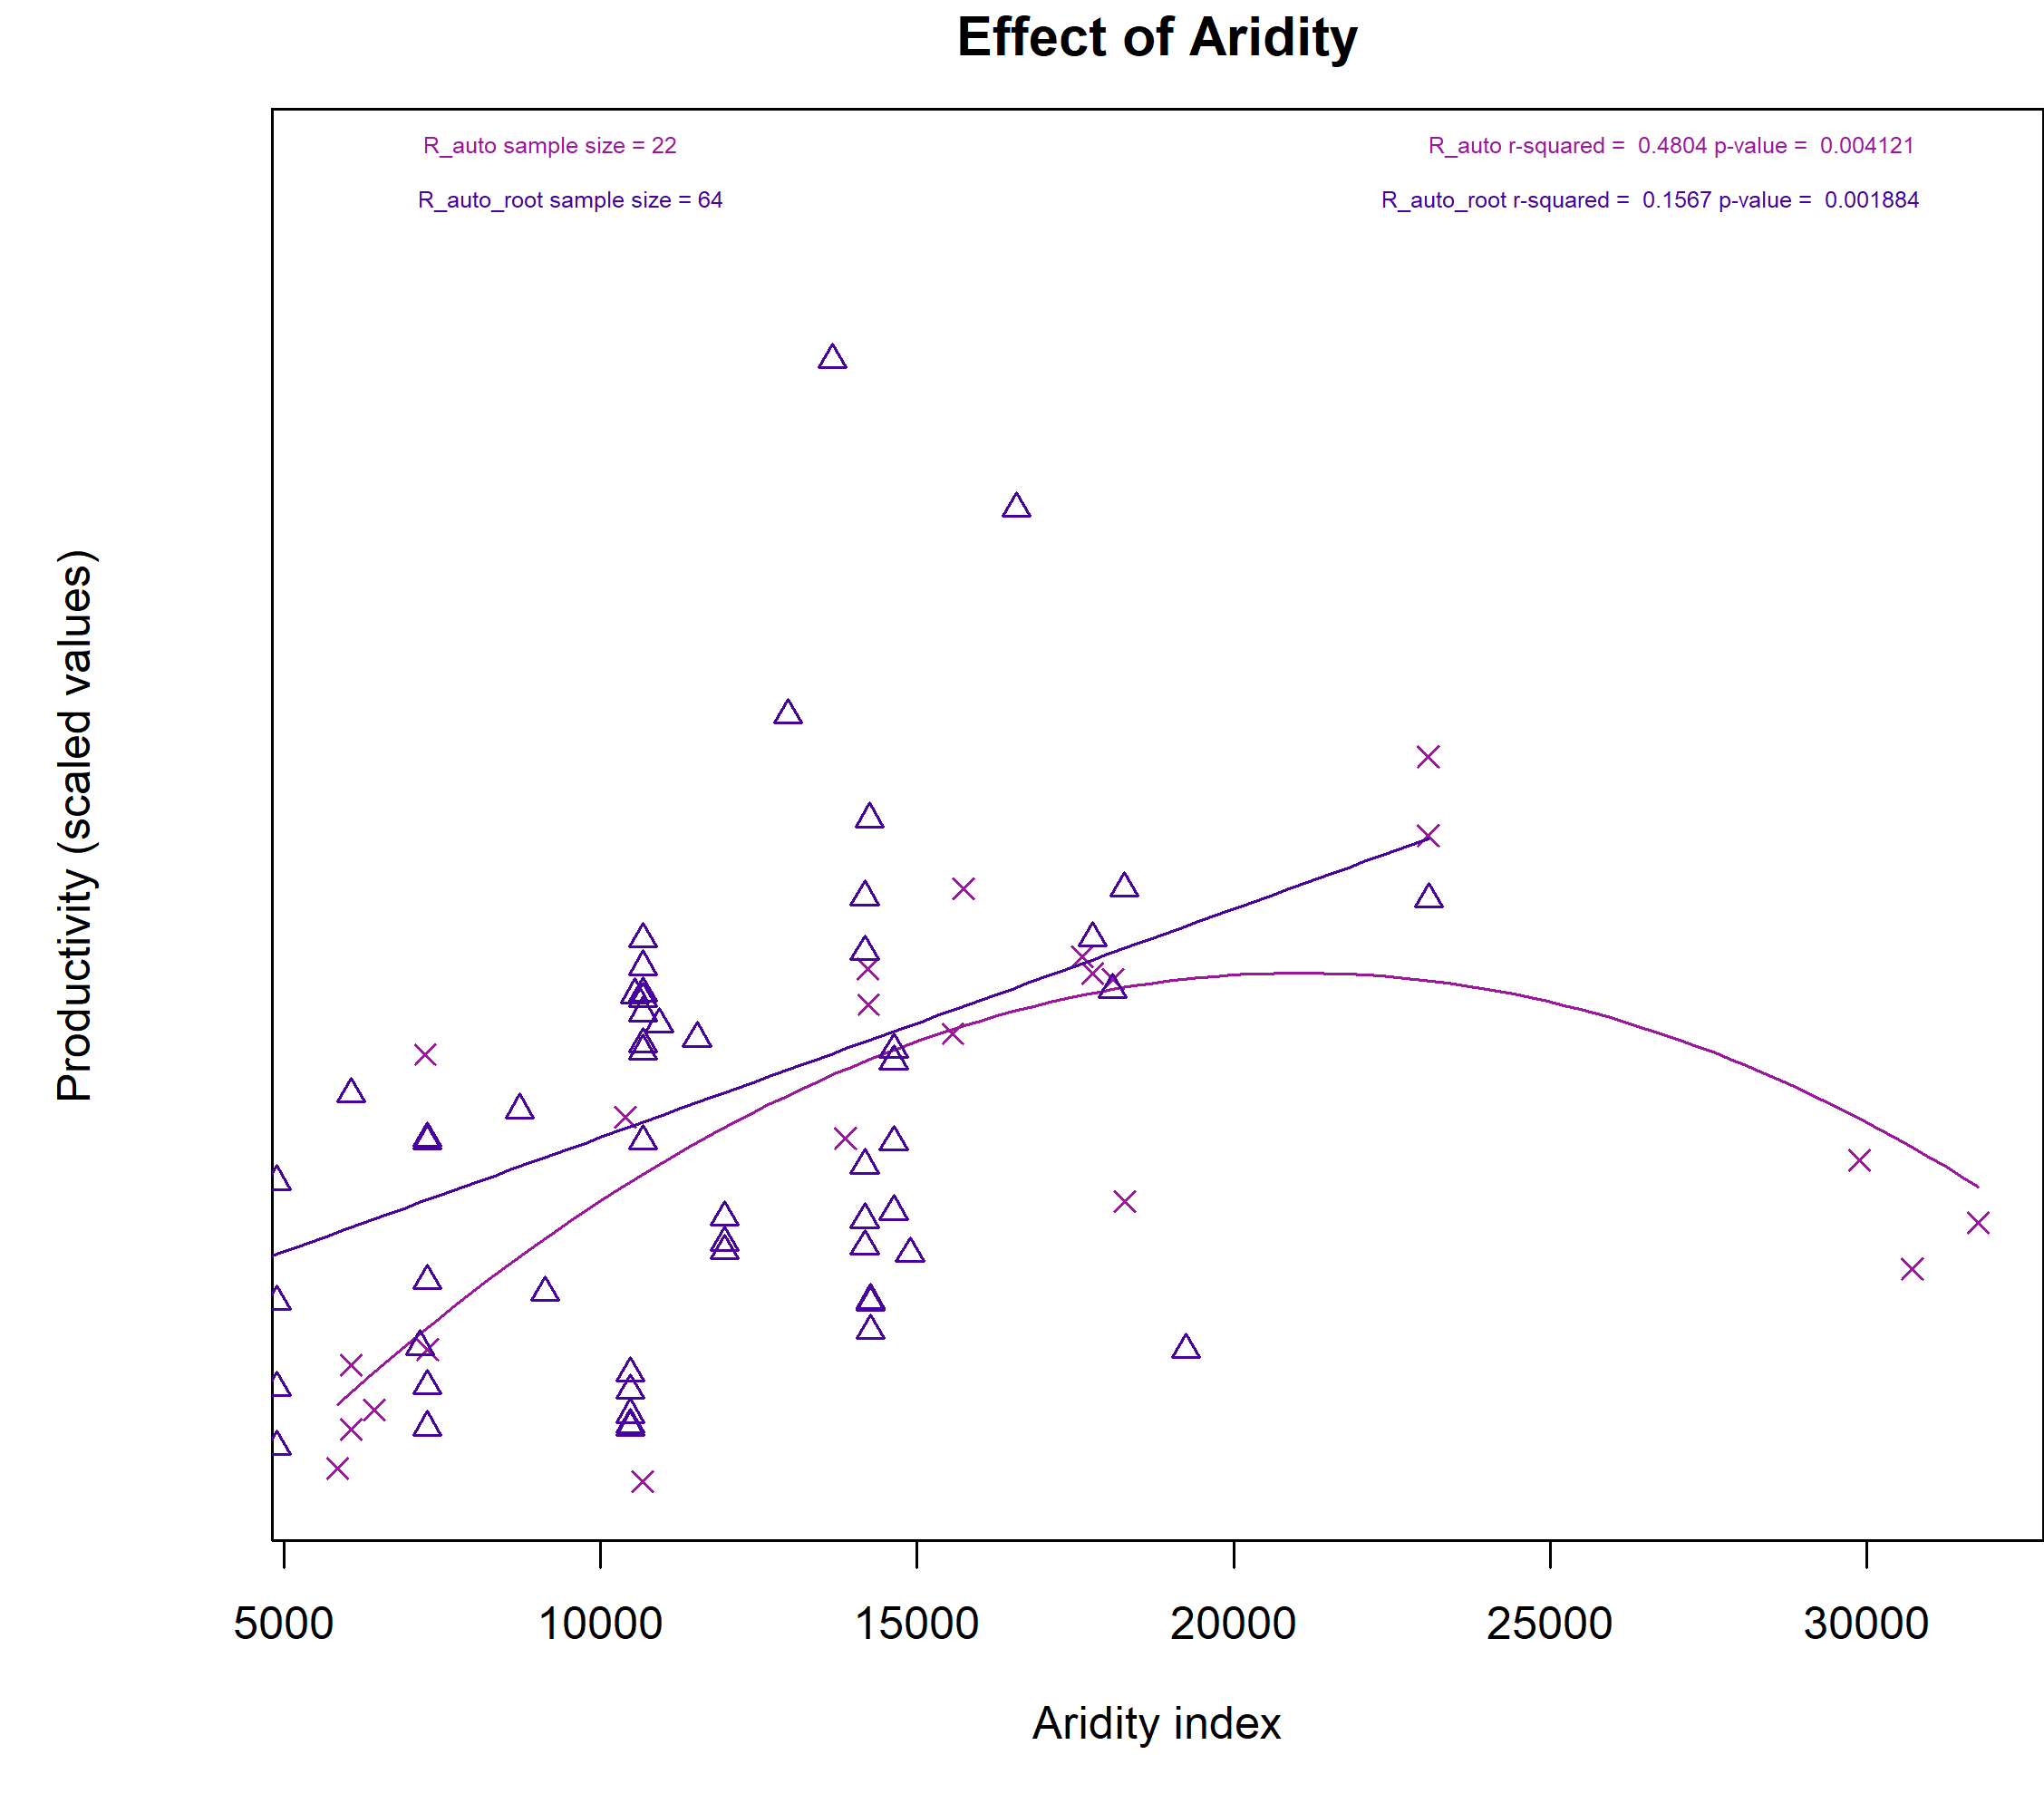 Effect of Aridity
R_auto sample size = 22
R_auto r-squared =  0.4804 p-value =  0.004121
R_auto_root sample size = 64
R_auto_root r-squared =  0.1567 p-value =  0.001884
Productivity (scaled values)
5000 10000 15000 20000 25000 30000
Aridity index